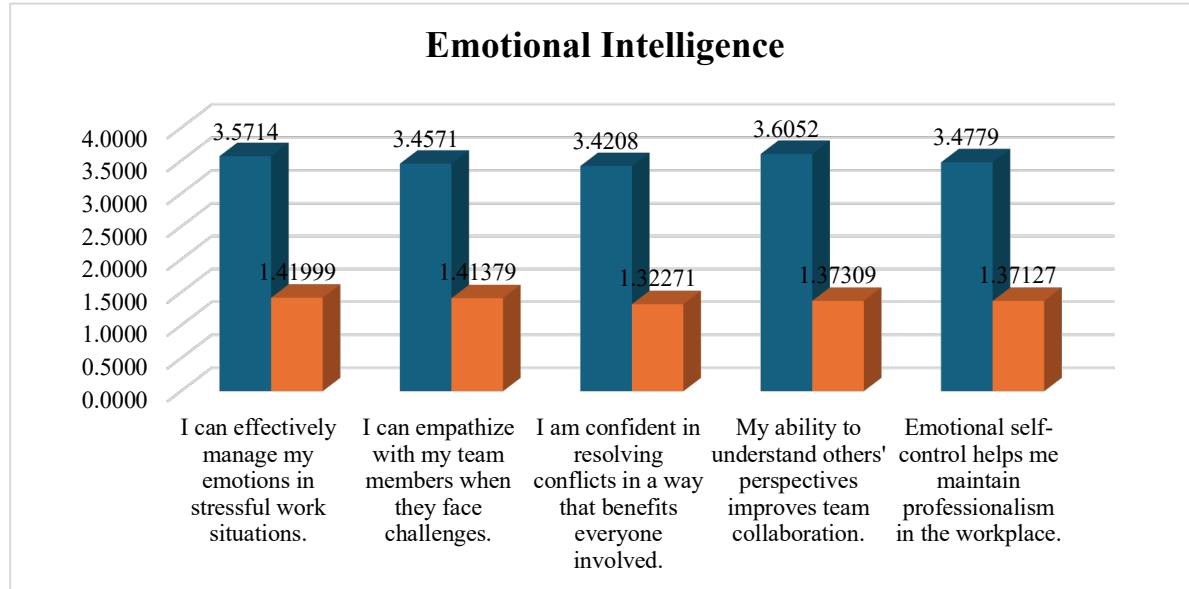 Emotional Intelligence
4.0000
3.5000
3.0000
2.5000
2.0000
1.5000
1.0000
0.5000
0.0000
3.5714
3.4571
3.4208
3.6052
3.4779
1.41999
1.41379
1.32271
1.37309
1.37127
I can effectively
manage my
emotions in
stressful work
situations.
I can empathize
with my team
members when
they face
challenges.
I am confident in
resolving
conflicts in a way
that benefits
everyone
involved.
My ability to
understand others'
perspectives
improves team
collaboration.
Emotional self-
control helps me
maintain
professionalism
in the workplace.